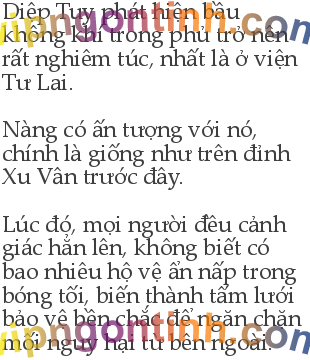 Diệp Tuy phát hiện bầu
không khí trong phủ trở nên
rất nghiêm túc, nhất là ở viện
Tư Lai.
Nàng có ấn tượng với nó,
chính là giống như trên đỉnh
Xu Vân trước đây.
Lúc đó, mọi người đều cảnh
giác hẳn lên, không biết có
bao nhiêu hộ vệ ẩn nấp trong
bóng tối, biến thành tấm lưới
bảo vệ bền chắc để ngăn chặn
mối nguy hại từ bên ngoài.
vipngontinh.com
vipngontinh.com